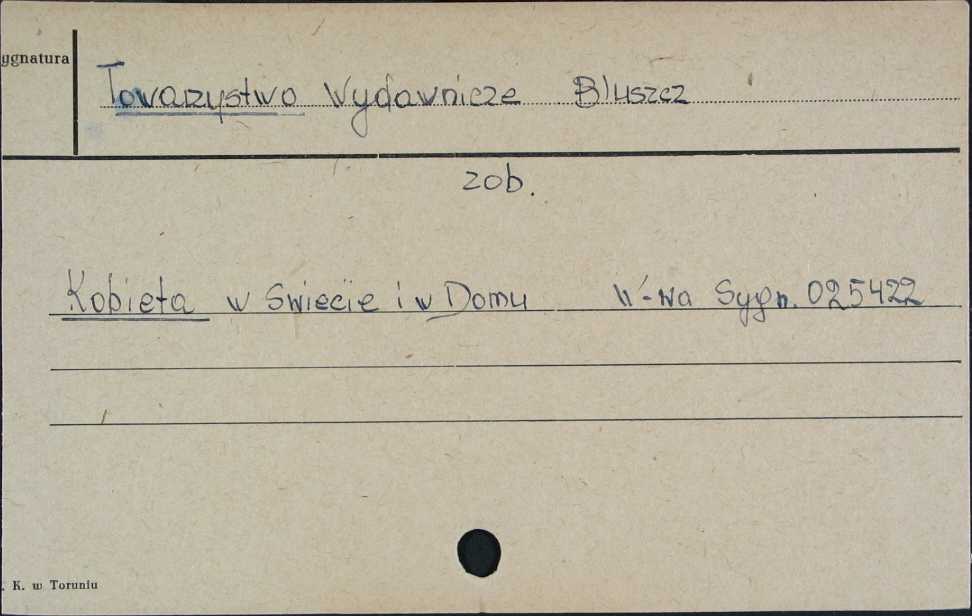 ygnatura
Towarzystwo Wydawnicze Bluszcz
zob.
Kobieta w Świecie i w Domu W-wa Sygn. 025422
. K. w Toruniu